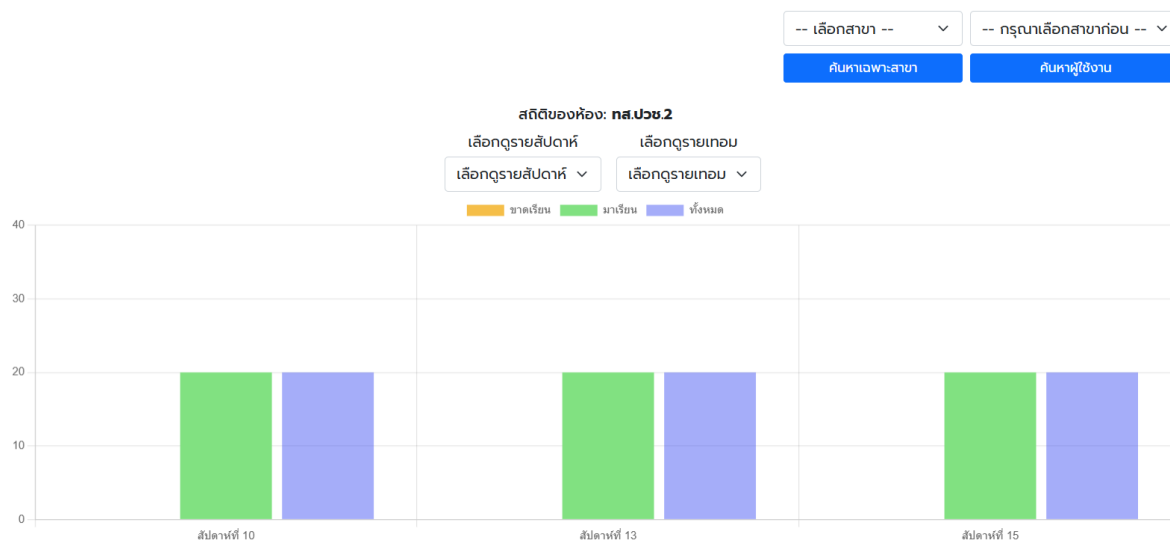 -- เลือกสาขา -- -- กรุณาเลือกสาขาก่อน --
ค้นหาเฉพาะสาขา ค้นหาผู้ใช้งาน
สถิติของห้อง: ทส.ปวช.2
เลือกดูรายสัปดาห์ เลือกดูรายเทอม
เลือกดูรายสัปดาห์ เลือกดูรายเทอม
ขาดเรียน มาเรียน ทั้งหมด
40
30
20
10
0
สัปดาห์ที่ 10 สัปดาห์ที่ 13 สัปดาห์ที่ 15